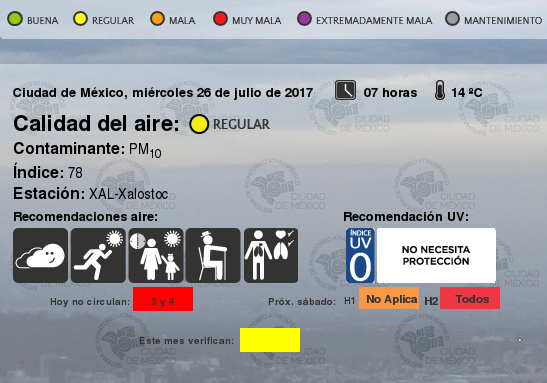 BUENA REGULAR MALA MUY MALA EXTREMADAMENTE MALA MANTENIMIENTO
Ciudad de México, miércoles 26 de julio de 2017 07 horas 14 ºC
Calidad del aire: REGULAR
Contaminante: PM10
Índice: 78
Estación: XAL-Xalostoc
Recomendaciones aire: Recomendación UV:
ÍNDICE
UV
0
NO NECESITA
PROTECCIÓN
Hoy no circulan: 3 y 4 Próx. sábado: H1 No Aplica H2 Todos
Este mes verifican:
CIUDAD
DE MÉXICO